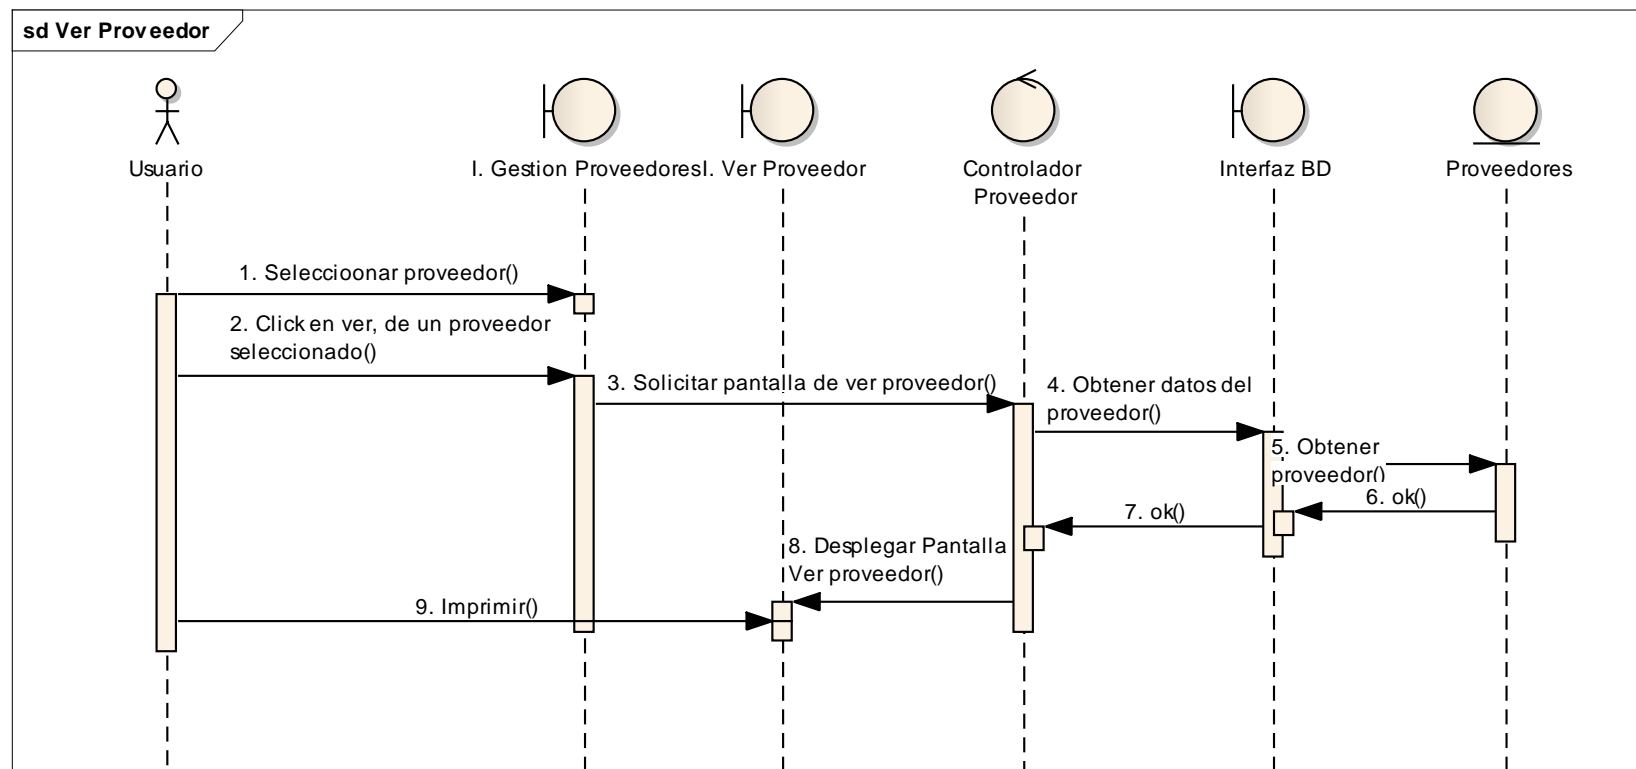 sd Ver Proveedor
Usuario
I. Gestion Proveedores
I. Ver Proveedor
Controlador
Proveedor
Interfaz BD
Proveedores
1. Seleccioonar proveedor()
2. Click en ver, de un proveedor
seleccionado()
3. Solicitar pantalla de ver proveedor()
4. Obtener datos del
proveedor()
5. Obtener
proveedor()
6. ok()
7. ok()
8. Desplegar Pantalla
Ver proveedor()
9. Imprimir()